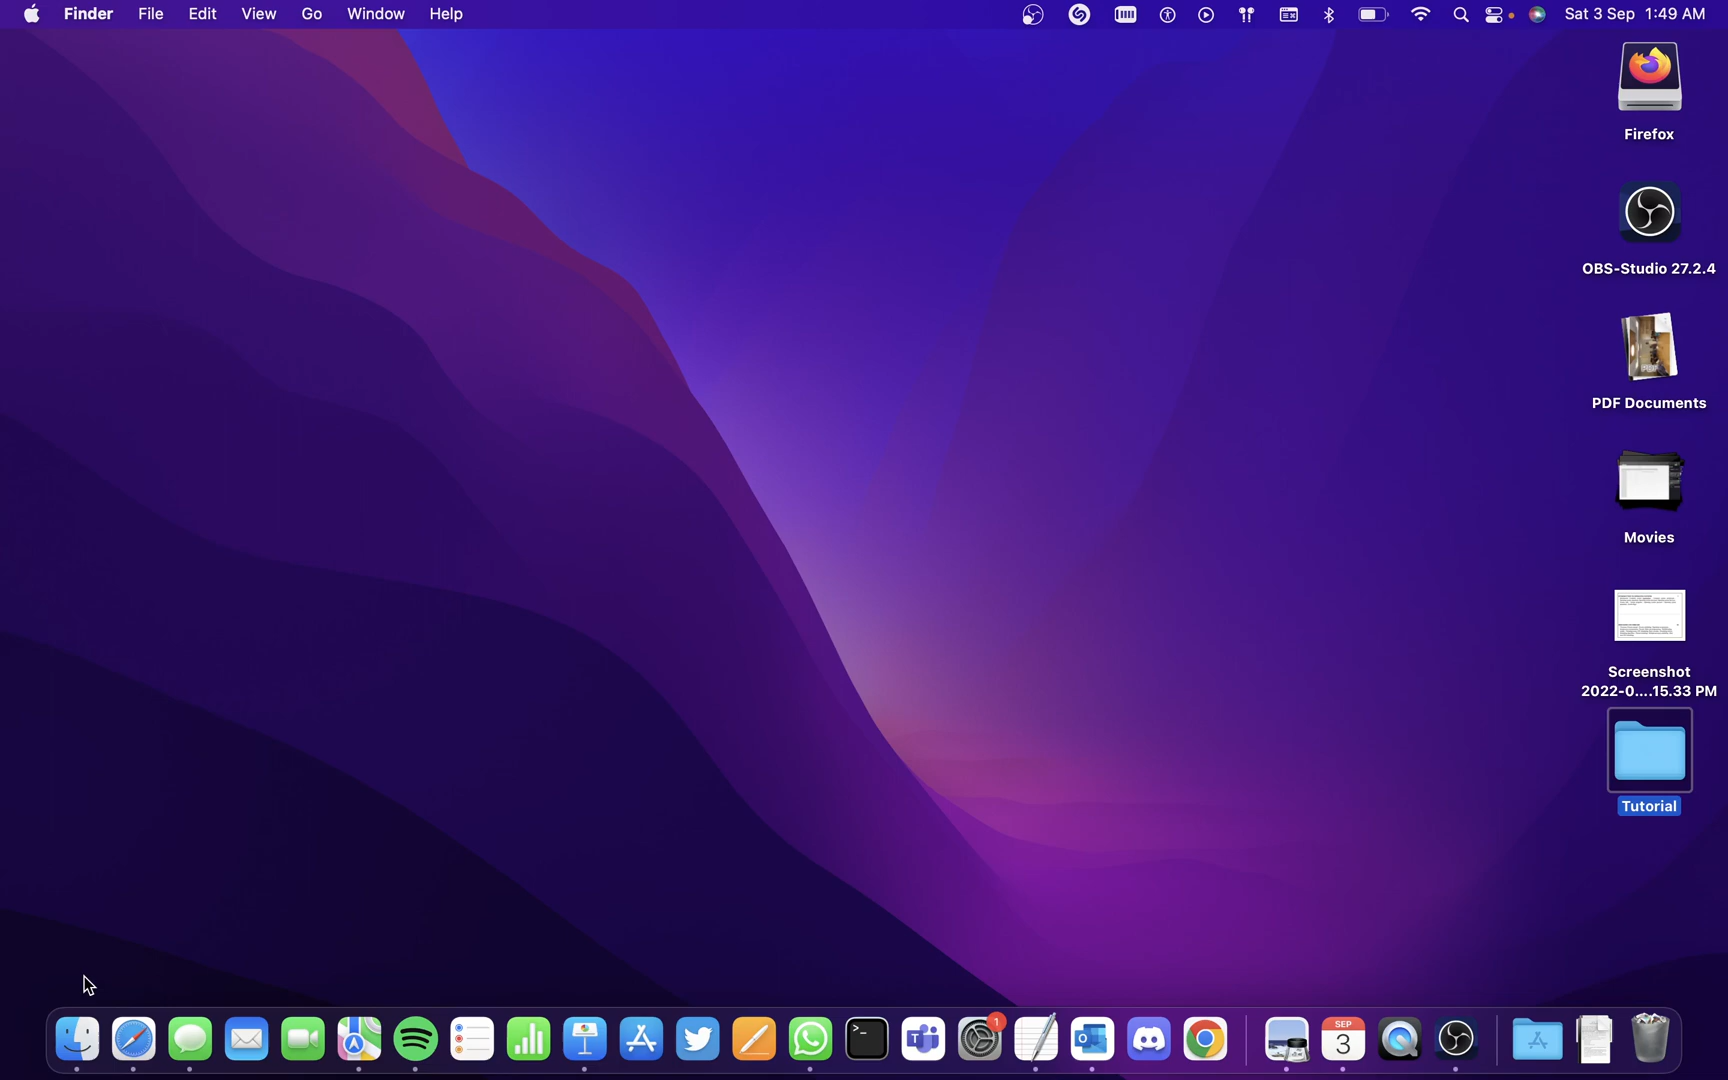 Finder File Edit View Go Window Help Sat 3 Sep 1:49 AM
Firefox
OBS-Studio 27.2.4
PDF Documents
Movies
Screenshot
2022-0....15.33 PM
Tutorial
1
SEP
3